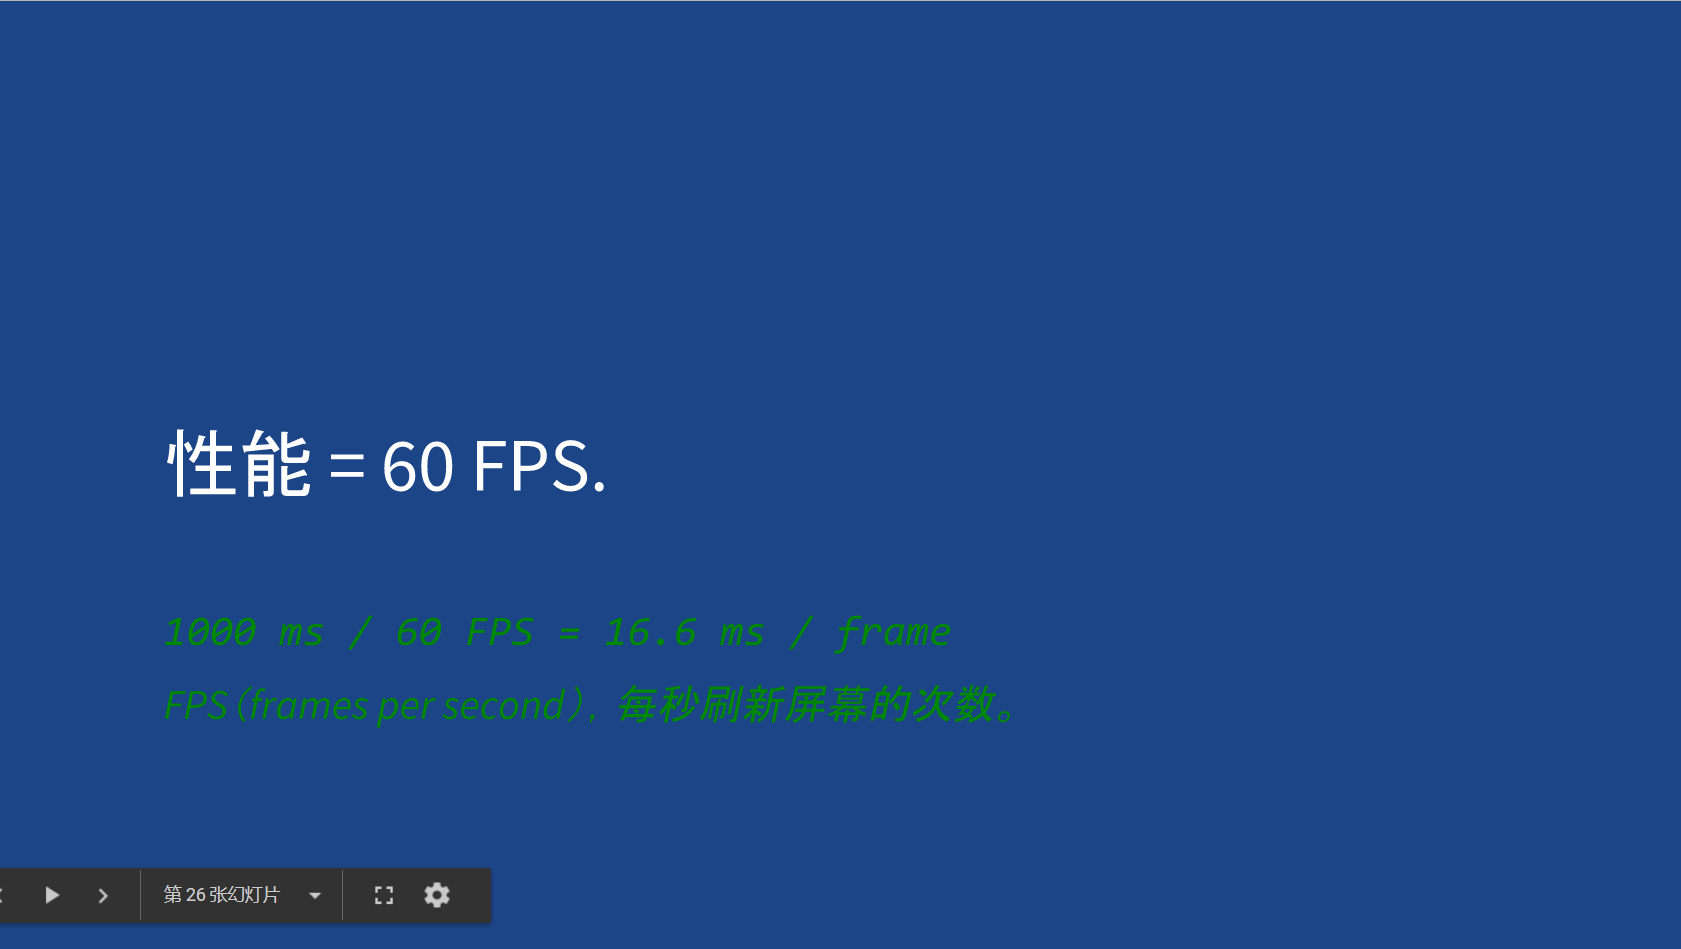 性能 = 60 FPS.
1000 ms / 60 FPS = 16.6 ms / frame
FPS（frames per second），每秒刷新屏幕的次数。
第 26 张幻灯片